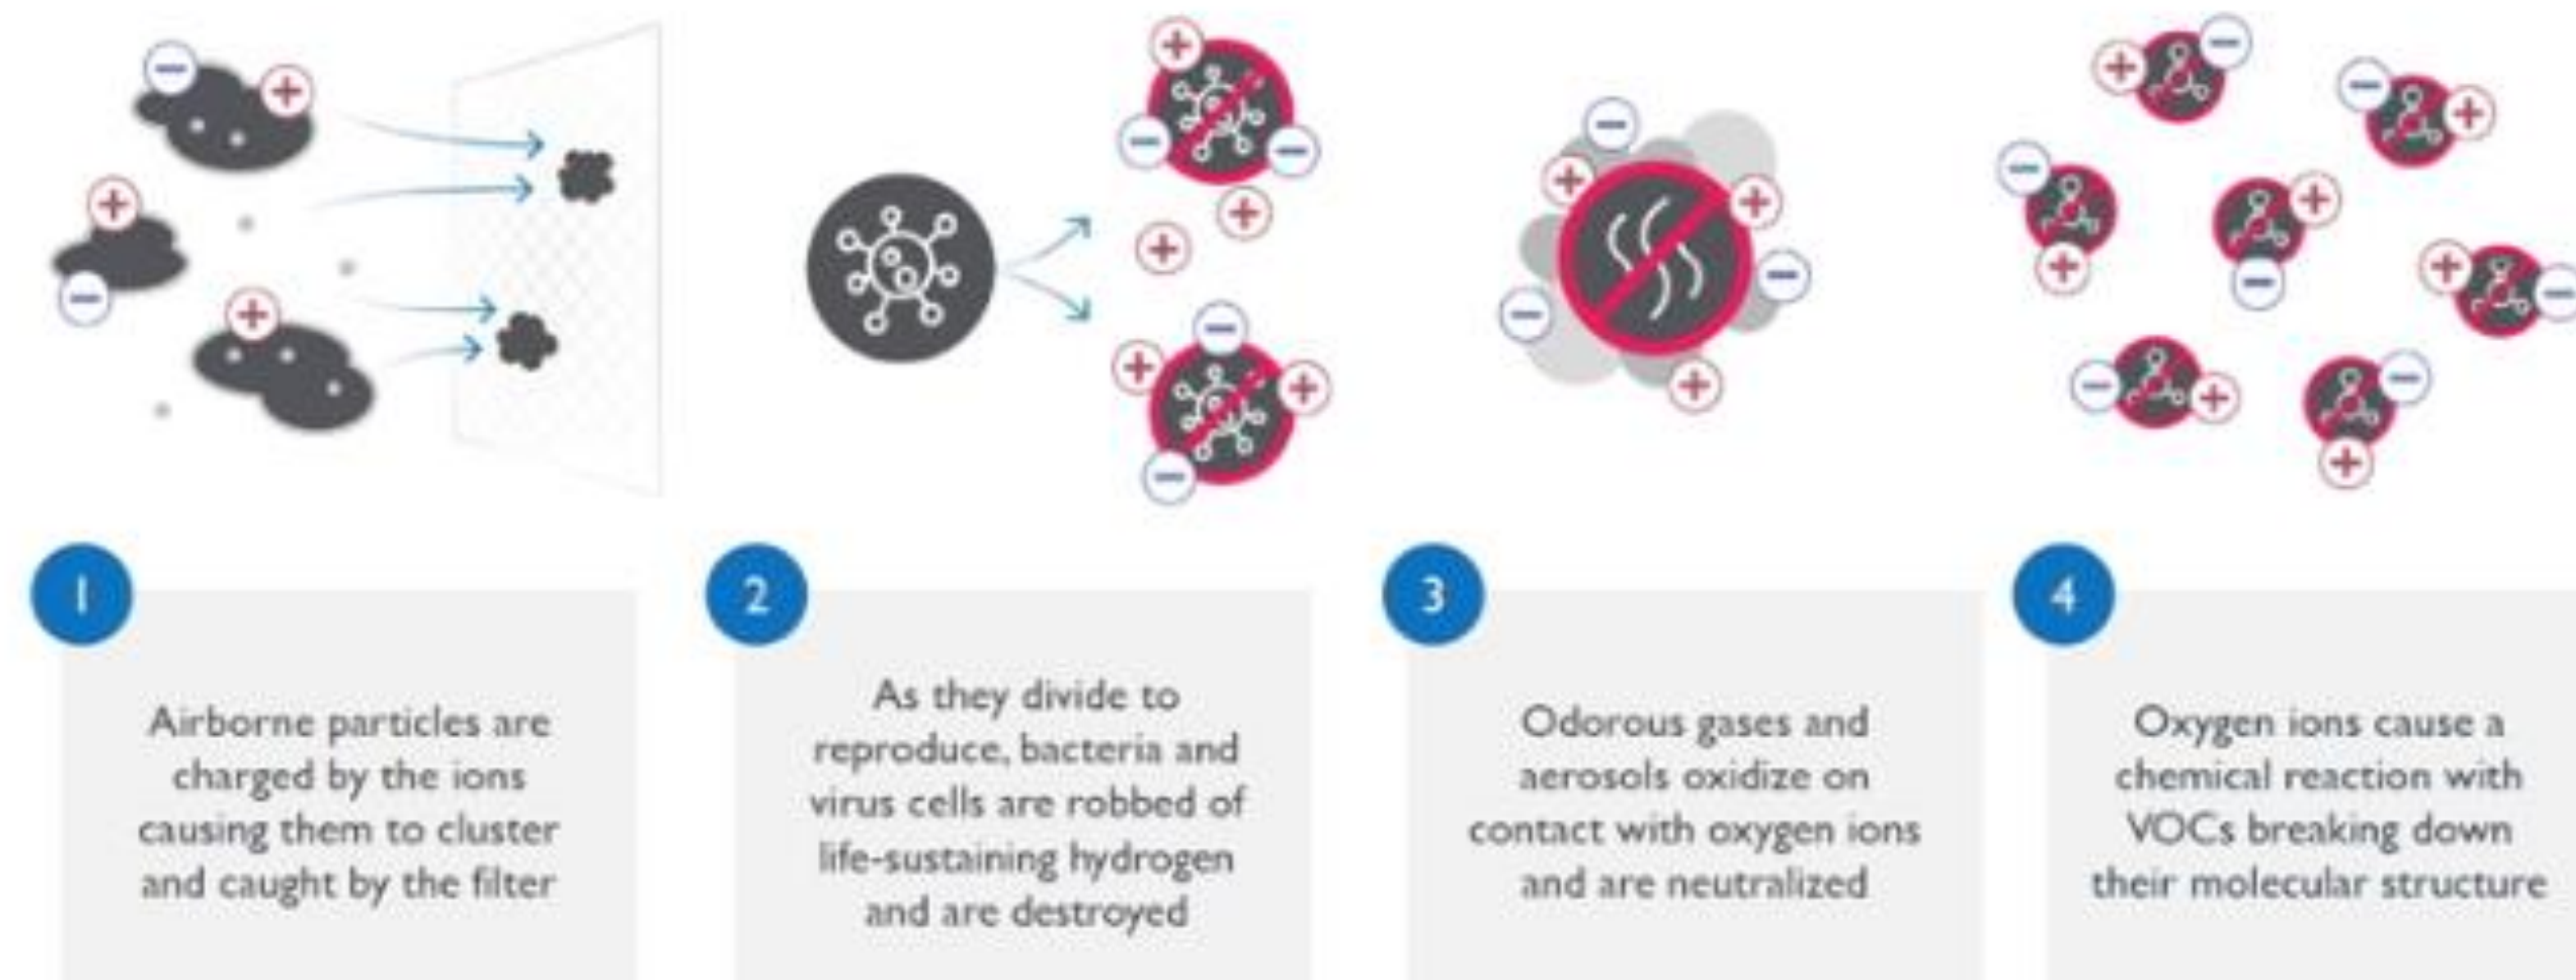 1
Airborne particles are
charged by the ions
causing them to cluster
and caught by the filter
2
As they divide to
reproduce, bacteria and
virus cells are robbed of
life-sustaining hydrogen
and are destroyed
3
Odorous gases and
aerosols oxidize on
contact with oxygen ions
and are neutralized
4
Oxygen ions cause a
chemical reaction with
VOCs breaking down
their molecular structure